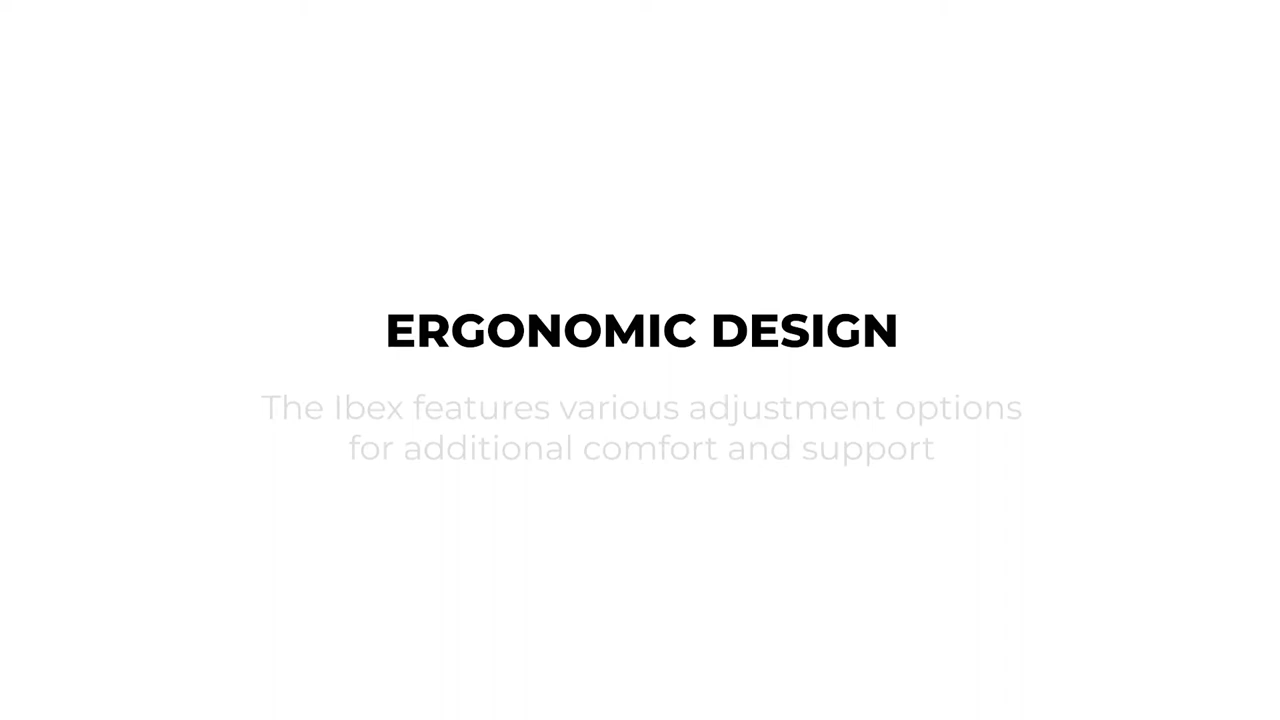 ERGONOMIC DESIGN
The Ibex features various adjustment options
for additional comfort and support